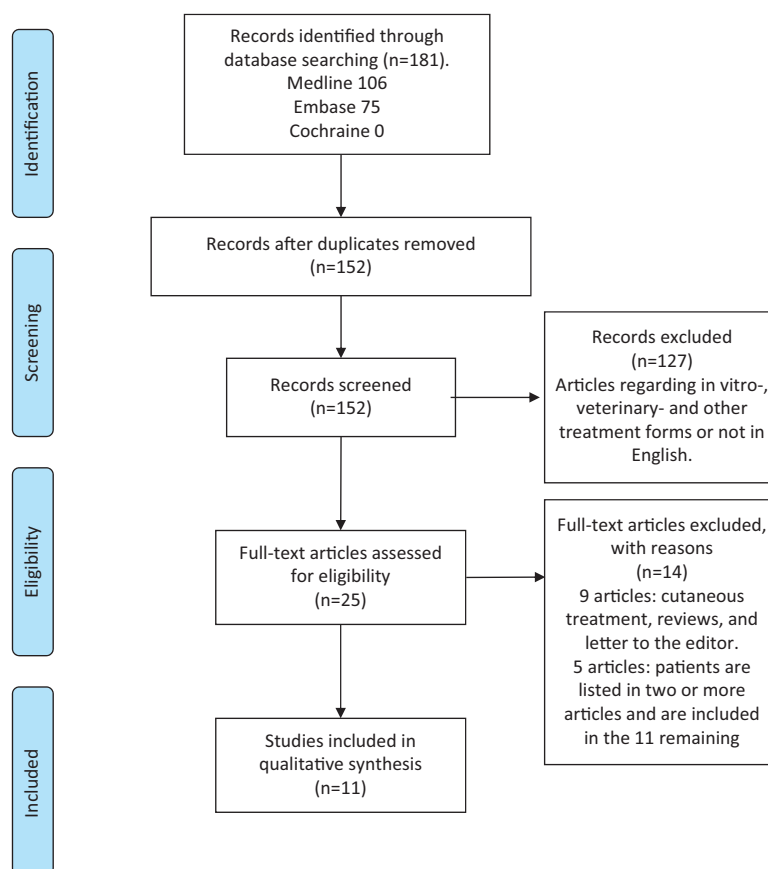 Identification
Records identified through
database searching (n=181).
Medline 106
Embase 75
Cochraine 0
Records after duplicates removed
(n=152)
Screening
Records screened
(n=152)
Records excluded
(n=127)
Articles regarding in vitro-,
veterinary- and other
treatment forms or not in
English.
Eligibility
Full-text articles assessed
for eligibility
(n=25)
Full-text articles excluded,
with reasons
(n=14)
9 articles: cutaneous
treatment, reviews, and
letter to the editor.
5 articles: patients are
listed in two or more
articles and are included
in the 11 remaining
Included
Studies included in
qualitative synthesis
(n=11)